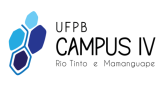 UFPB
CAMPUS IV
Rio Tinto e Mamanguape